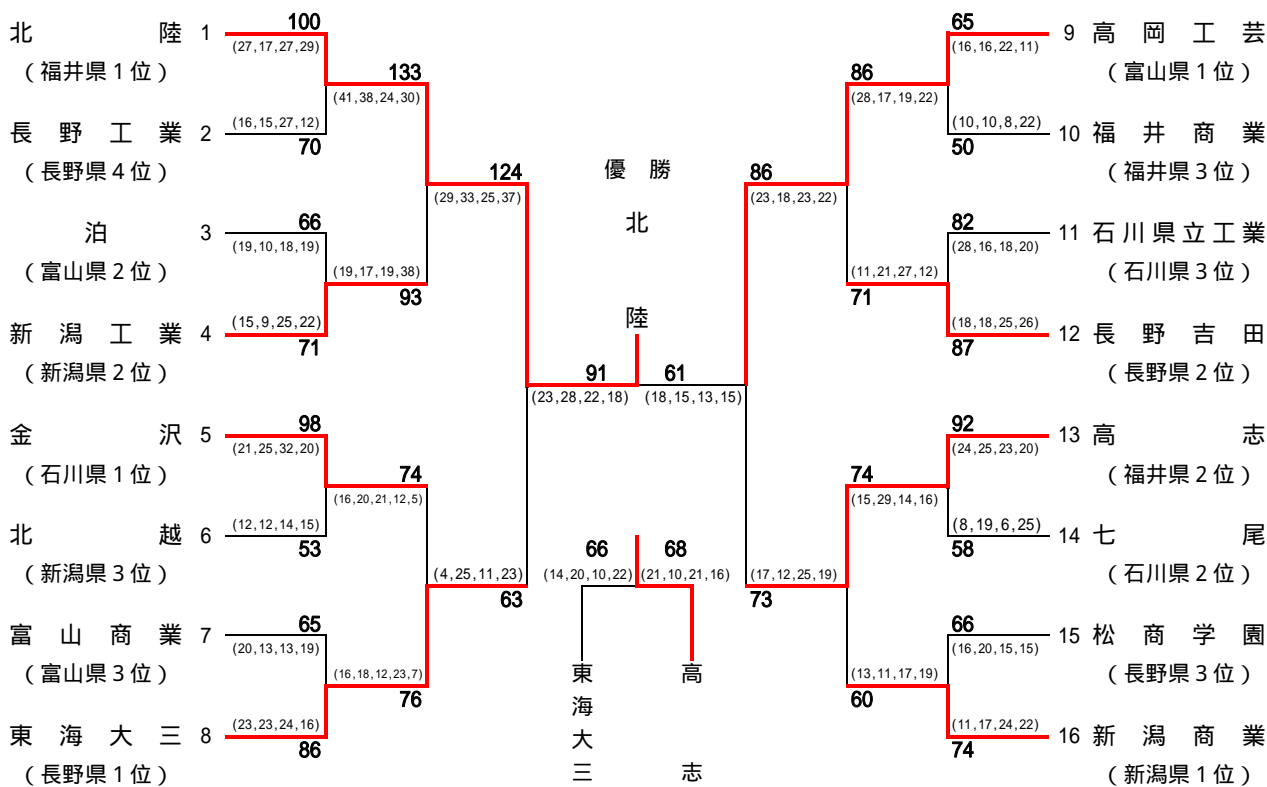 北陸 1
（福井県1位）
100
(27,17,27,29)
長野工業 2
（長野県4位）
(16,15,27,12)
70
泊 3
（富山県2位）
66
(19,10,18,19)
新潟工業 4
（新潟県2位）
(15,9,25,22)
71
金沢 5
（石川県1位）
98
(21,25,32,20)
北越 6
（新潟県3位）
(12,12,14,15)
53
富山商業 7
（富山県3位）
65
(20,13,13,19)
東海大三 8
（長野県1位）
(23,23,24,16)
86
133
(41,38,24,30)
(19,17,19,38)
93
74
(16,20,21,12,5)
(16,18,12,23,7)
76
124
(29,33,25,37)
(4,25,11,23)
63
優勝
北
陸
91
(23,28,22,18)
61
(18,15,13,15)
66
(14,20,10,22)
68
(21,10,21,16)
東海大三
高志
86
(23,18,23,22)
(17,12,25,19)
73
86
(28,17,19,22)
(11,21,27,12)
71
74
(15,29,14,16)
(13,11,17,19)
60
65
(16,16,22,11)
9 高岡工芸
（富山県1位）
(10,10,8,22)
50
10 福井商業
（福井県3位）
82
(28,16,18,20)
11 石川県立工業
（石川県3位）
(18,18,25,26)
87
12 長野吉田
（長野県2位）
92
(24,25,23,20)
13 高志
（福井県2位）
(8,19,6,25)
58
14 七尾
（石川県2位）
66
(16,20,15,15)
15 松商学園
（長野県3位）
(11,17,24,22)
74
16 新潟商業
（新潟県1位）